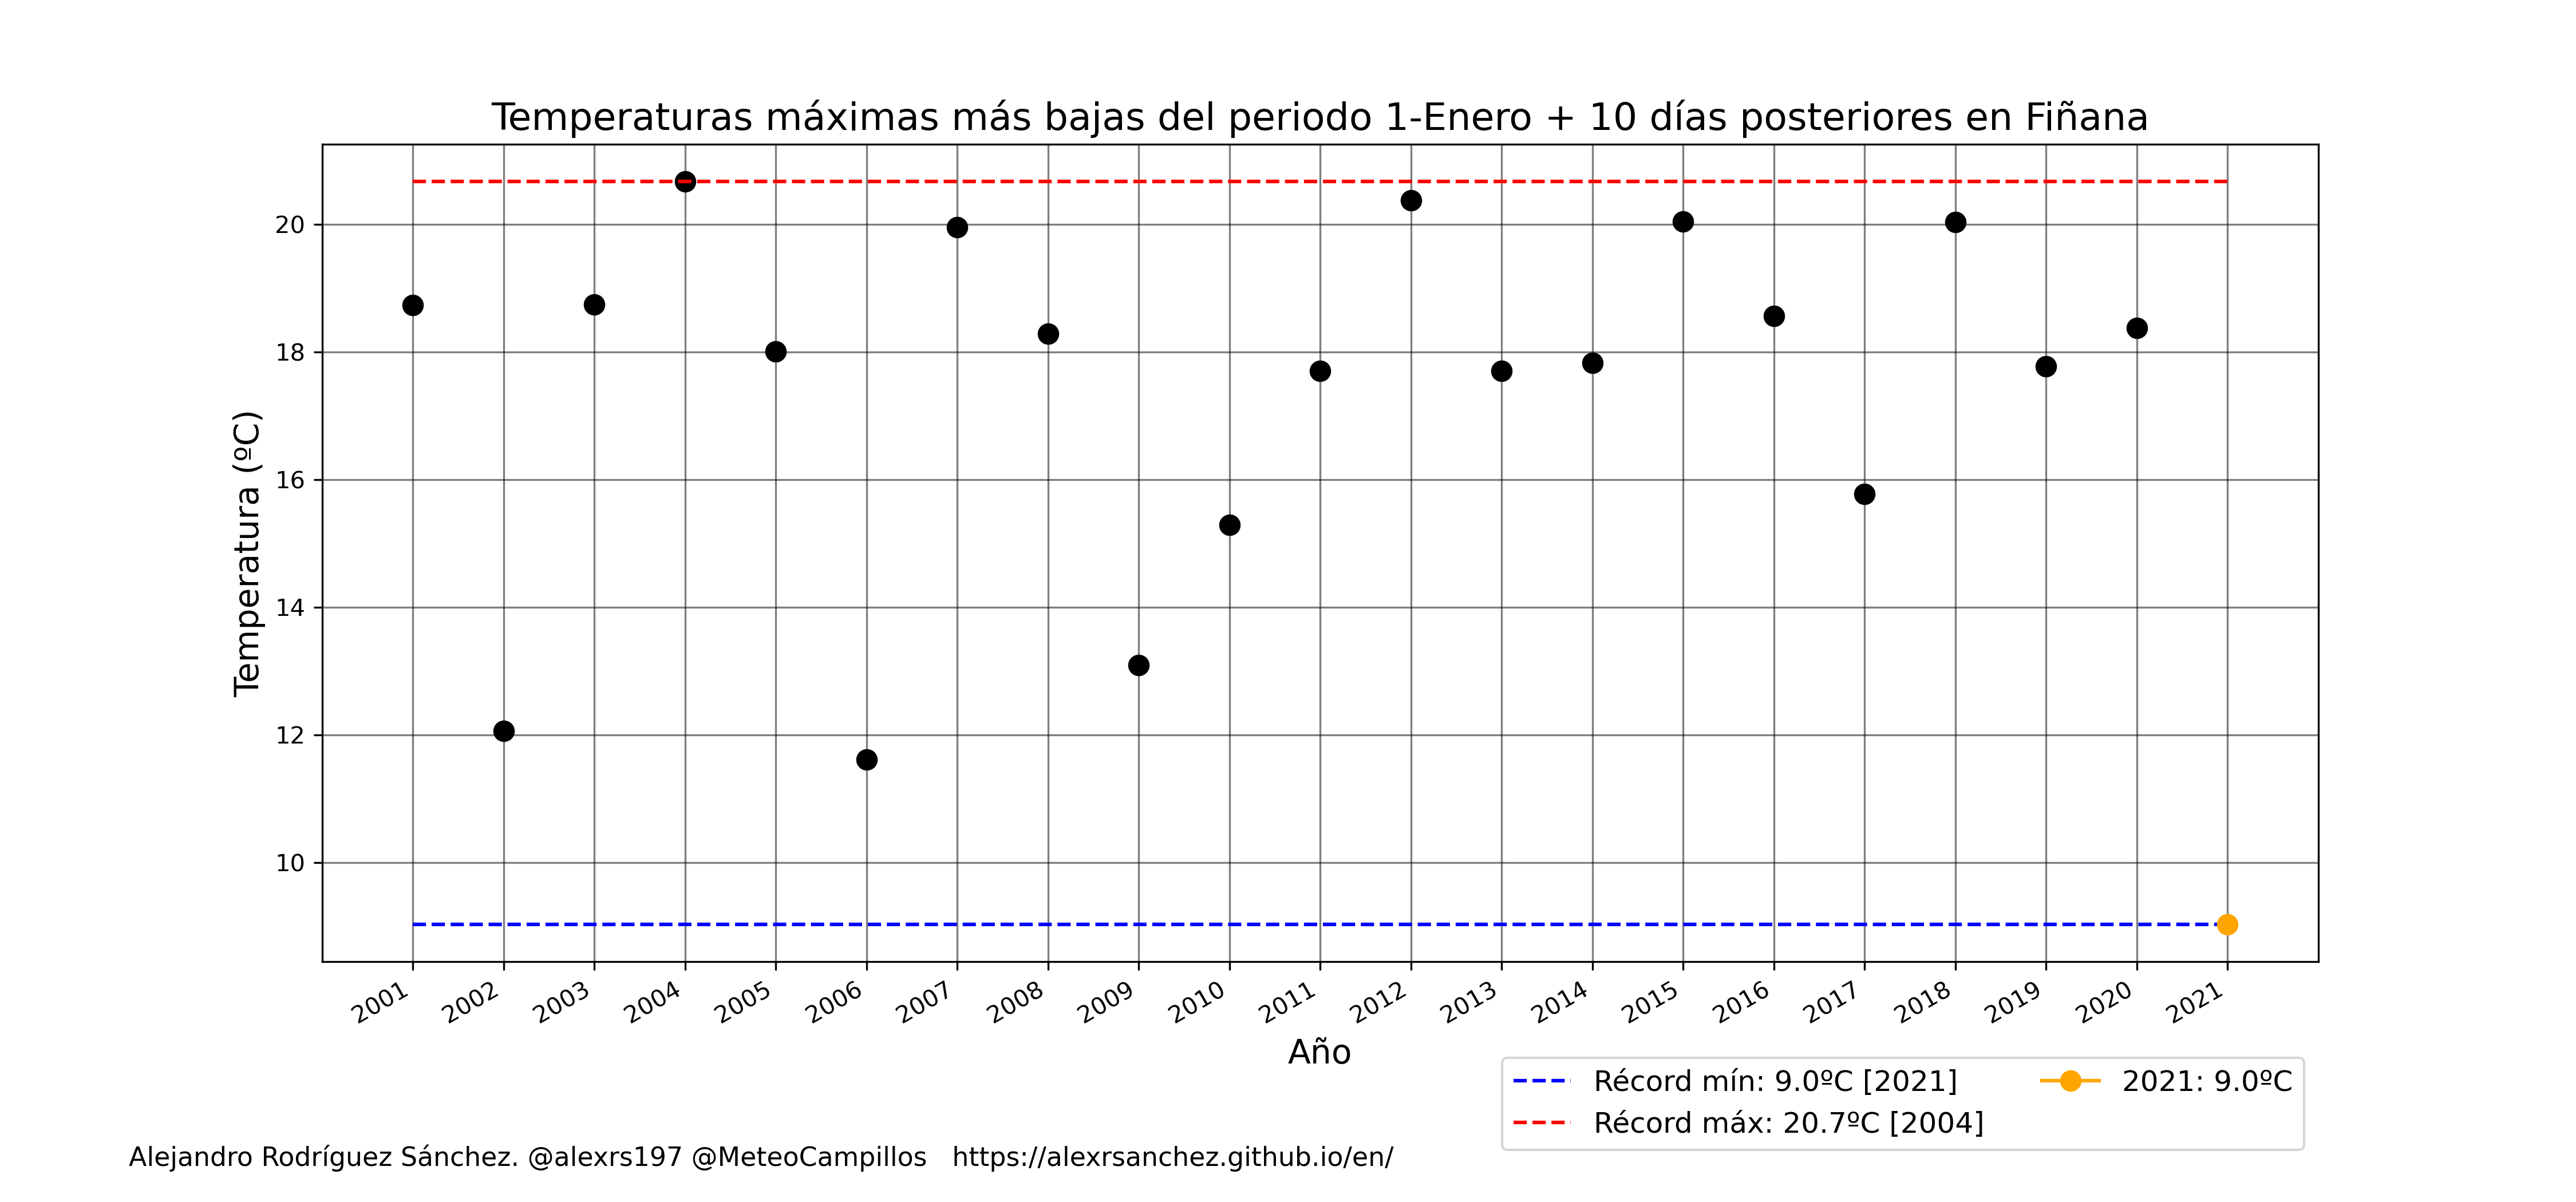 Temperaturas máximas más bajas del periodo 1-Enero + 10 días posteriores en Fiñana
Temperatura (ºC)
20
18
16
14
12
10
2001 2002 2003 2004 2005 2006 2007 2008 2009 2010 2011 2012 2013 2014 2015 2016 2017 2018 2019 2020 2021
Año
Récord mín: 9.0ºC [2021]
Récord máx: 20.7ºC [2004]
2021: 9.0ºC
Alejandro Rodríguez Sánchez. @alexrs197 @MeteoCampillos https://alexrsanchez.github.io/en/